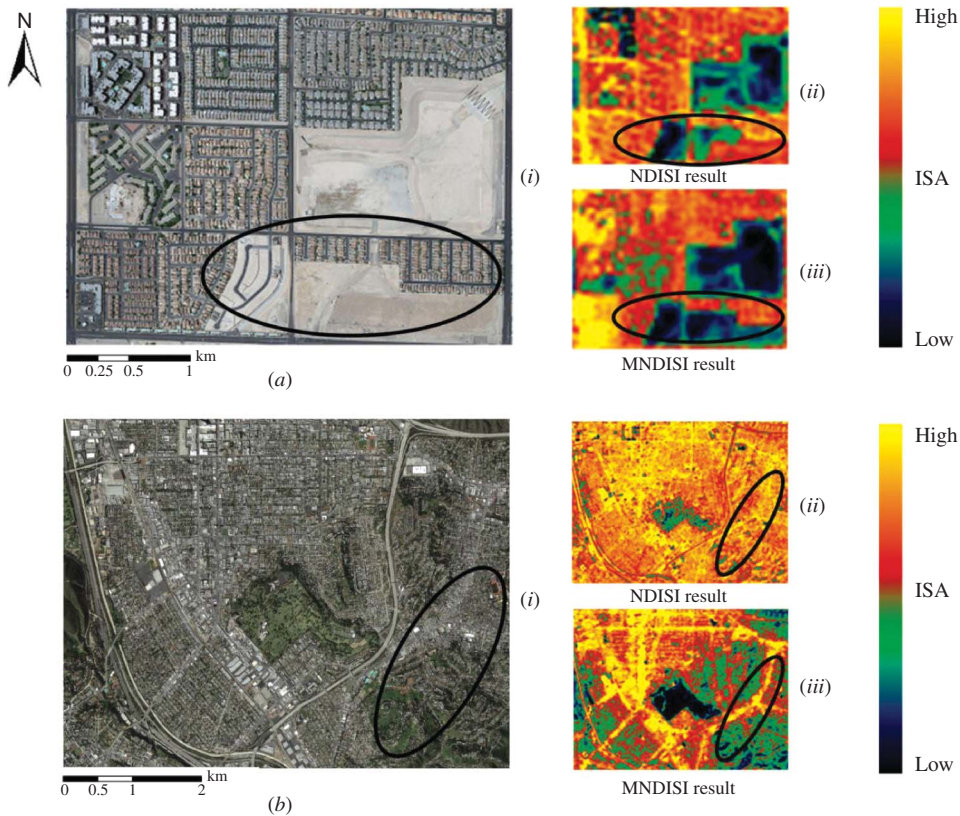 N
High
(ii)
(i)
NDISI result
ISA
(iii)
Low
MNDISI result
km
0 0.25 0.5 1
(a)
High
(ii)
(i)
NDISI result
ISA
(iii)
Low
MNDISI result
km
0 0.5 1 2
(b)